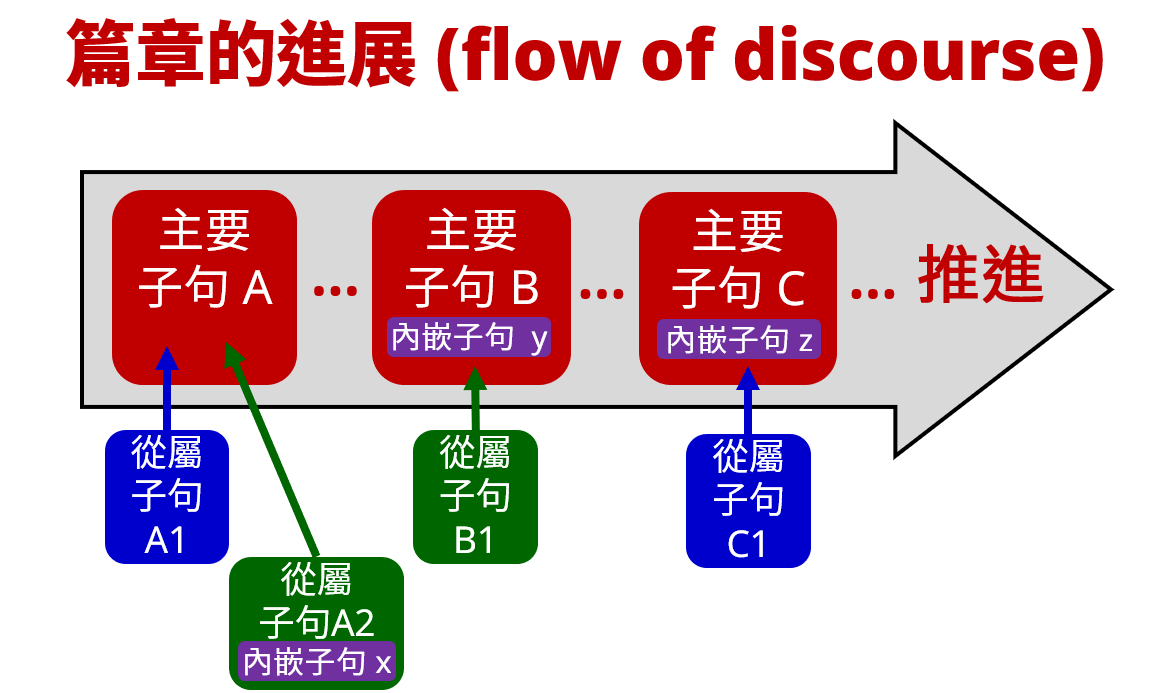 篇章的進展 (flow of discourse)
主要
子句 A
...
主要
子句 B
內嵌子句 y
...
主要
子句 C
內嵌子句 z
...
推進
從屬
子句
A1
從屬
子句A2
內嵌子句 x
從屬
子句
B1
從屬
子句
C1